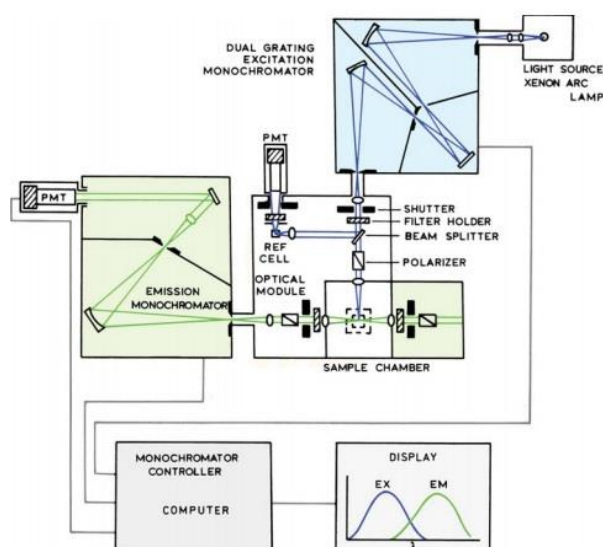 DUAL GRATING
EXCITATION
MONOCHROMATOR
LIGHT SOURCE
XENON ARC
LAMP
PMT
PMT
SHUTTER
FILTER HOLDER
BEAM SPLITTER
REF
CELL
POLARIZER
OPTICAL
MODULE
EMISSION
MONOCHROMATOR
SAMPLE CHAMBER
MONOCHROMATOR
CONTROLLER
COMPUTER
DISPLAY
EX EM